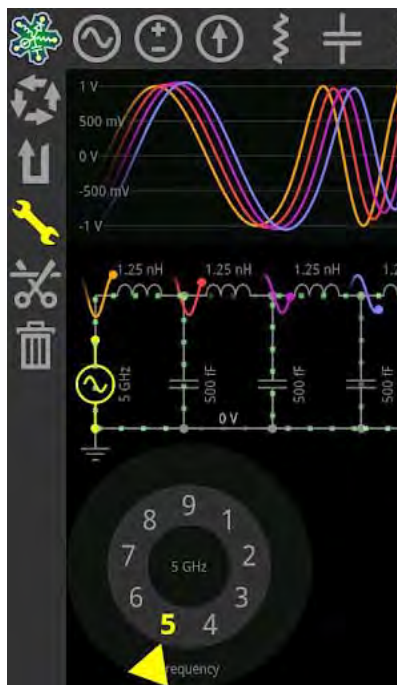 1 V
500 mV
0 V
-500 mV
-1 V
1.25 nH 1.25 nH 1.25 nH
5 GHz
500 fF
500 fF
500 fF
0 V
9
8 1
7 5 GHz 2
6 3
5 4
requency